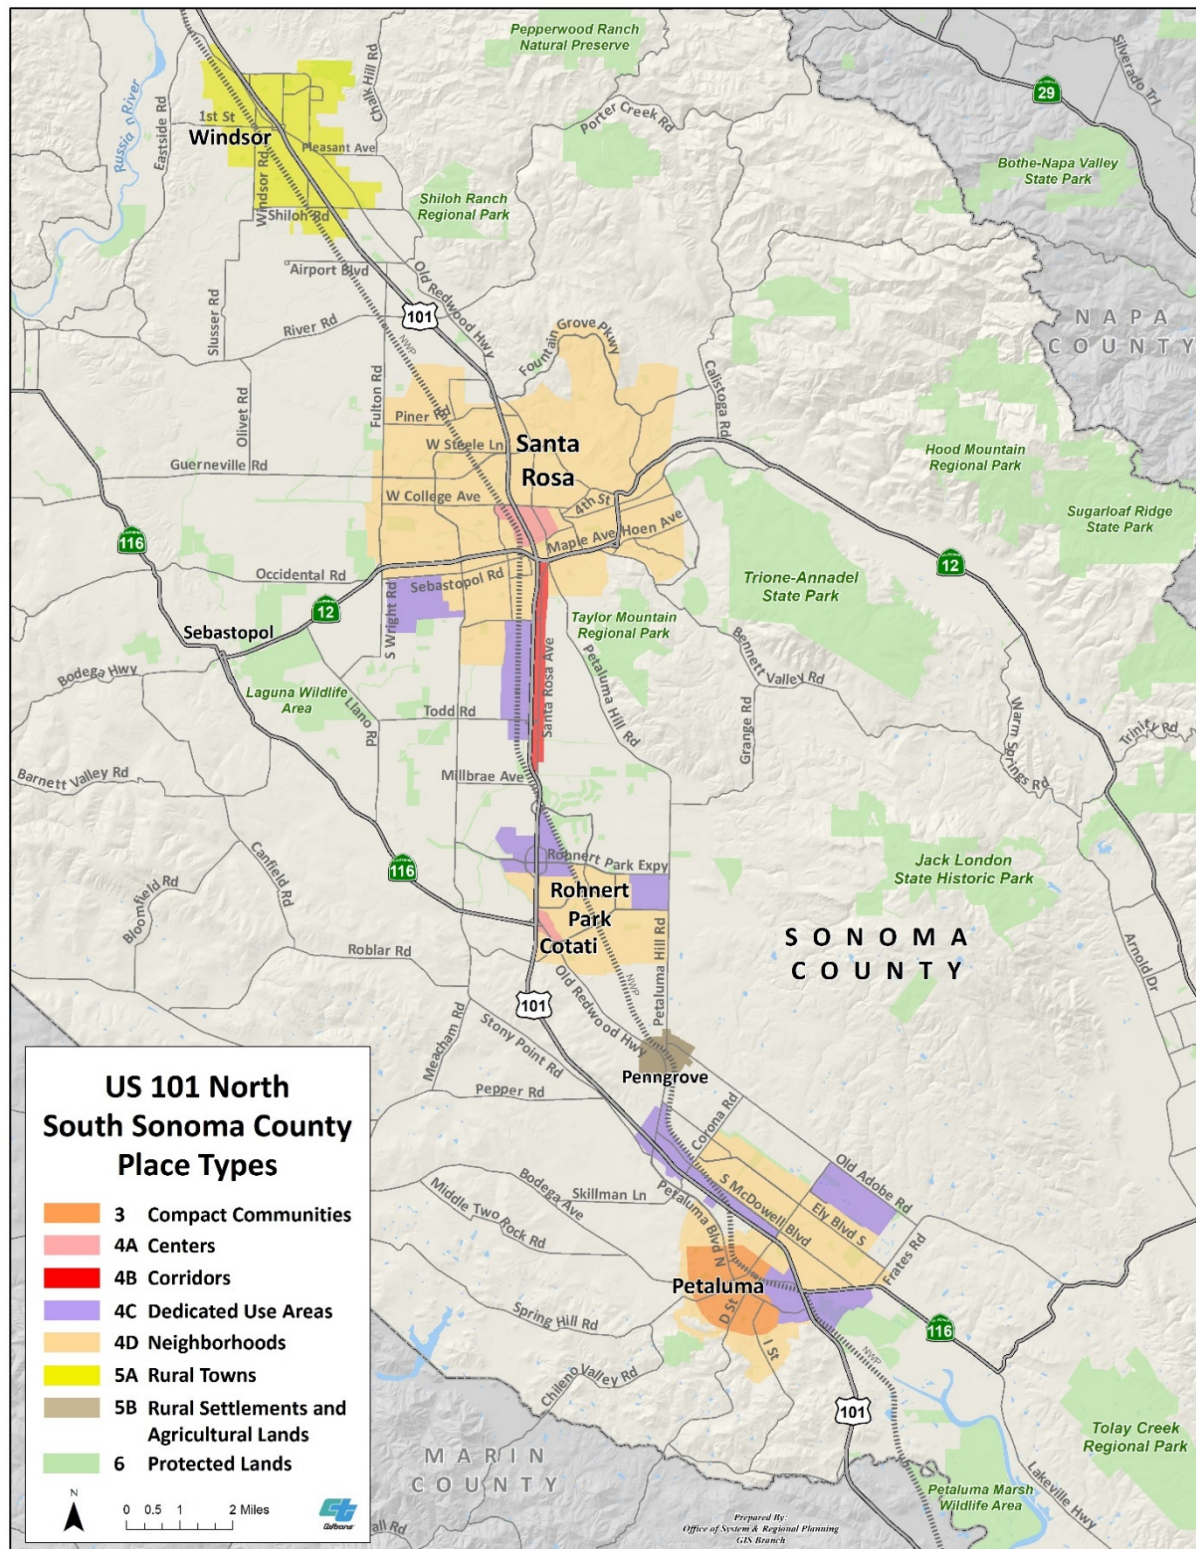 Pepperwood Ranch
Natural Preserve
Silverado Trl
29
Chalk Hill Rd
Russian River
Eastside Rd
1st St
Windsor
Porter Creek Rd
Pleasant Ave
Windsor Rd
Bothe-Napa Valley
State Park
Shiloh Ranch
Regional Park
Shiloh Rd
Airport Blvd
Old Redwood Hwy
Slusser Rd
River Rd
101
NWP
Fountain Grove Pkwy
NAPA
COUNTY
Fulton Rd
Calistoga Rd
Olivet Rd
Piner Rd
W Steele Ln
Santa
Rosa
Guerneville Rd
Hood Mountain
Regional Park
W College Ave
4th St
Sugarloaf Ridge
State Park
116
Maple Ave
Hoen Ave
12
Occidental Rd
Sebastopol Rd
Trione-Annadel
State Park
12
S Wright Rd
Taylor Mountain
Regional Park
Sebastopol
Bodega Hwy
Laguna Wildlife
Area
Llano Rd
Santa Rosa Ave
Petaluma Hill Rd
Bennett Valley Rd
Todd Rd
Grange Rd
Warm Springs Rd
Trinity Rd
Barnett Valley Rd
Millbrae Ave
Canfield Rd
Bloomfield Rd
116
Rohnert Park Expy
Jack London
State Historic Park
Rohnert
Park
Cotati
Roblar Rd
Petaluma Hill Rd
SONOMA
COUNTY
Arnold Dr
Old Redwood Hwy
NWP
101
Meacham Rd
Stony Point Rd
Penngrove
Pepper Rd
Corona Rd
Old Adobe Rd
Bodega Ave
Skillman Ln
Middle Two Rock Rd
Petaluma Blvd N
S McDowell Blvd
Ely Blvd S
Frates Rd
Petaluma
D St
I St
Spring Hill Rd
116
Chileno Valley Rd
NWP
101
Tolay Creek
Regional Park
MARIN
COUNTY
Petaluma Marsh
Wildlife Area
Lakeville Hwy
US 101 North
South Sonoma County
Place Types
3 Compact Communities
4A Centers
4B Corridors
4C Dedicated Use Areas
4D Neighborhoods
5A Rural Towns
5B Rural Settlements and
Agricultural Lands
6 Protected Lands
N
0 0.5 1 2 Miles
Caltrans
Prepared By:
Office of System & Regional Planning
GIS Branch